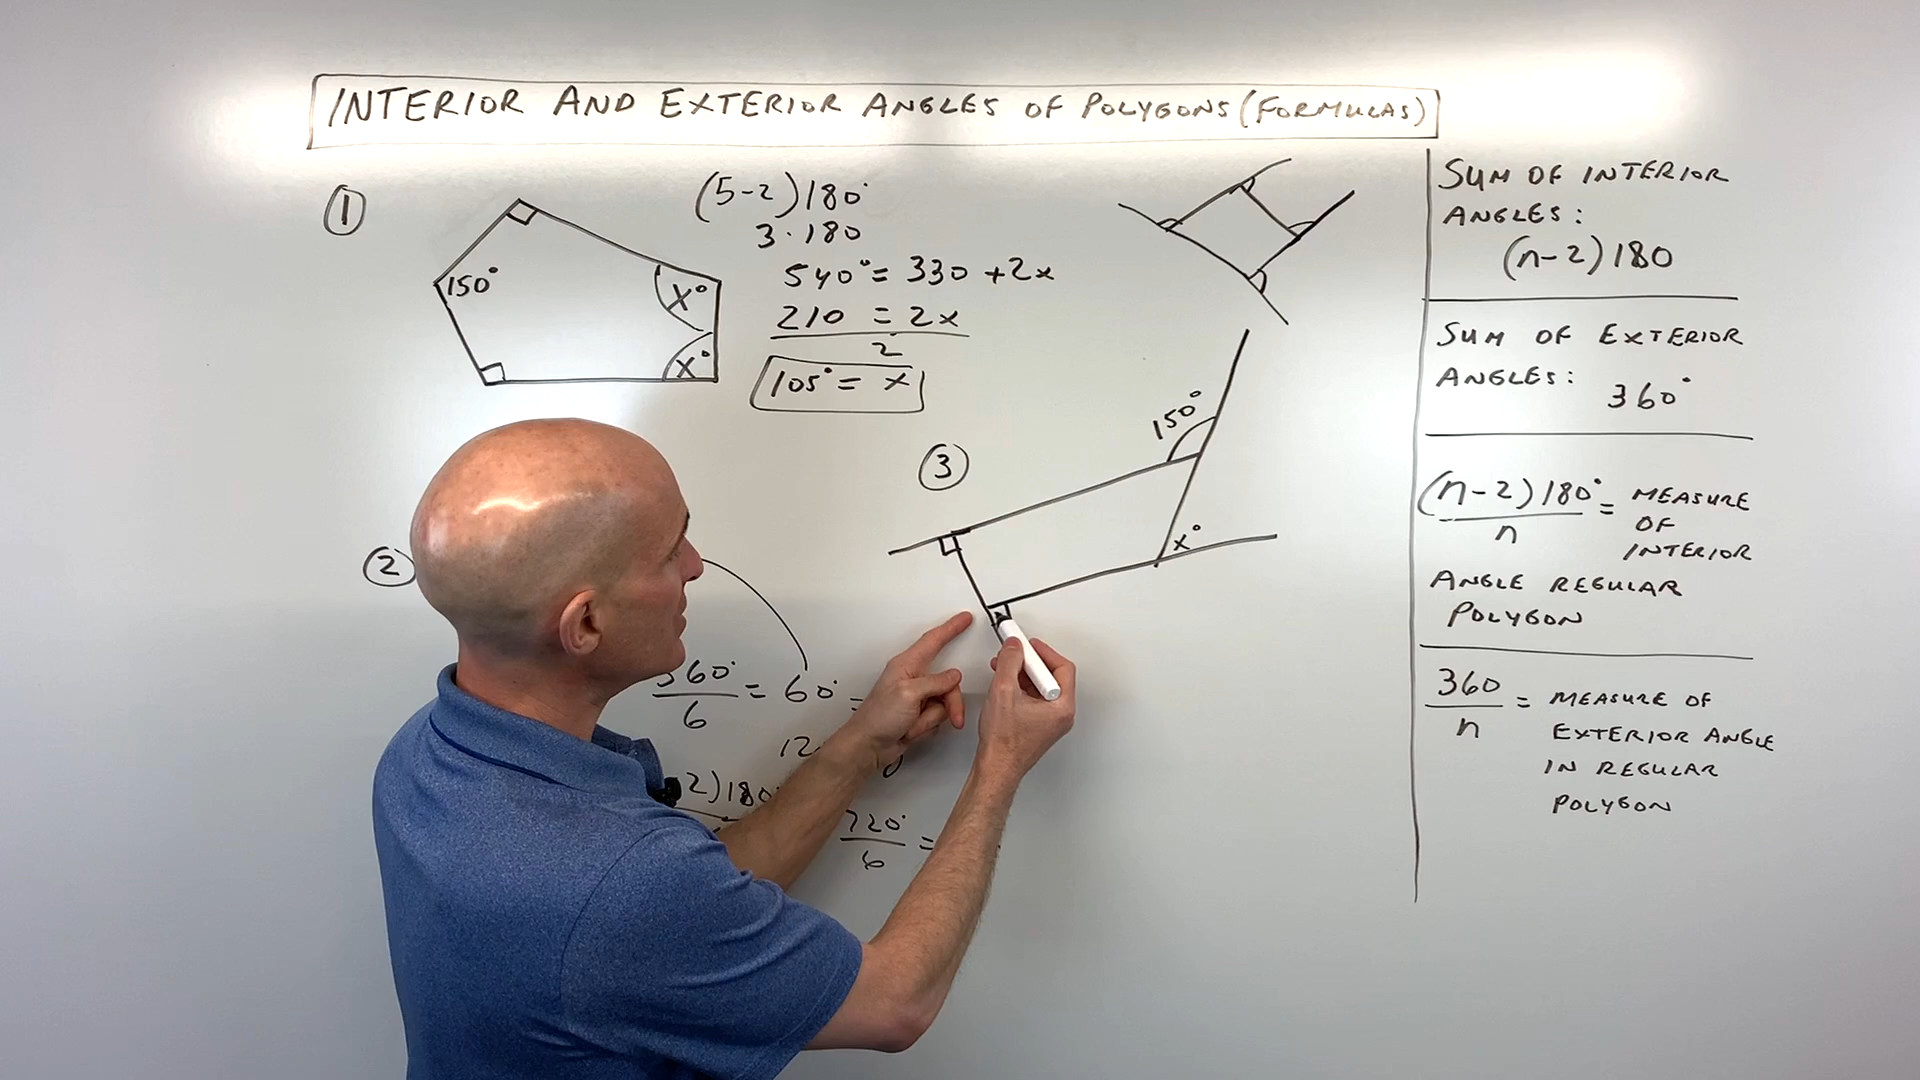 INTERIOR AND EXTERIOR ANGLES OF POLYGONS (FORMULAS)
1
150°
x°
x°
(5-2)180°
3·180
540° = 330 + 2x
210 = 2x
2
105° = x
2
360°
6
= 60°
2)180°
720°
6
=
3
150°
x°
SUM OF INTERIOR
ANGLES:
(n-2)180
SUM OF EXTERIOR
ANGLES: 360°
(n-2)180°
n
= MEASURE
OF
INTERIOR
ANGLE REGULAR
POLYGON
360
n
= MEASURE OF
EXTERIOR ANGLE
IN REGULAR
POLYGON